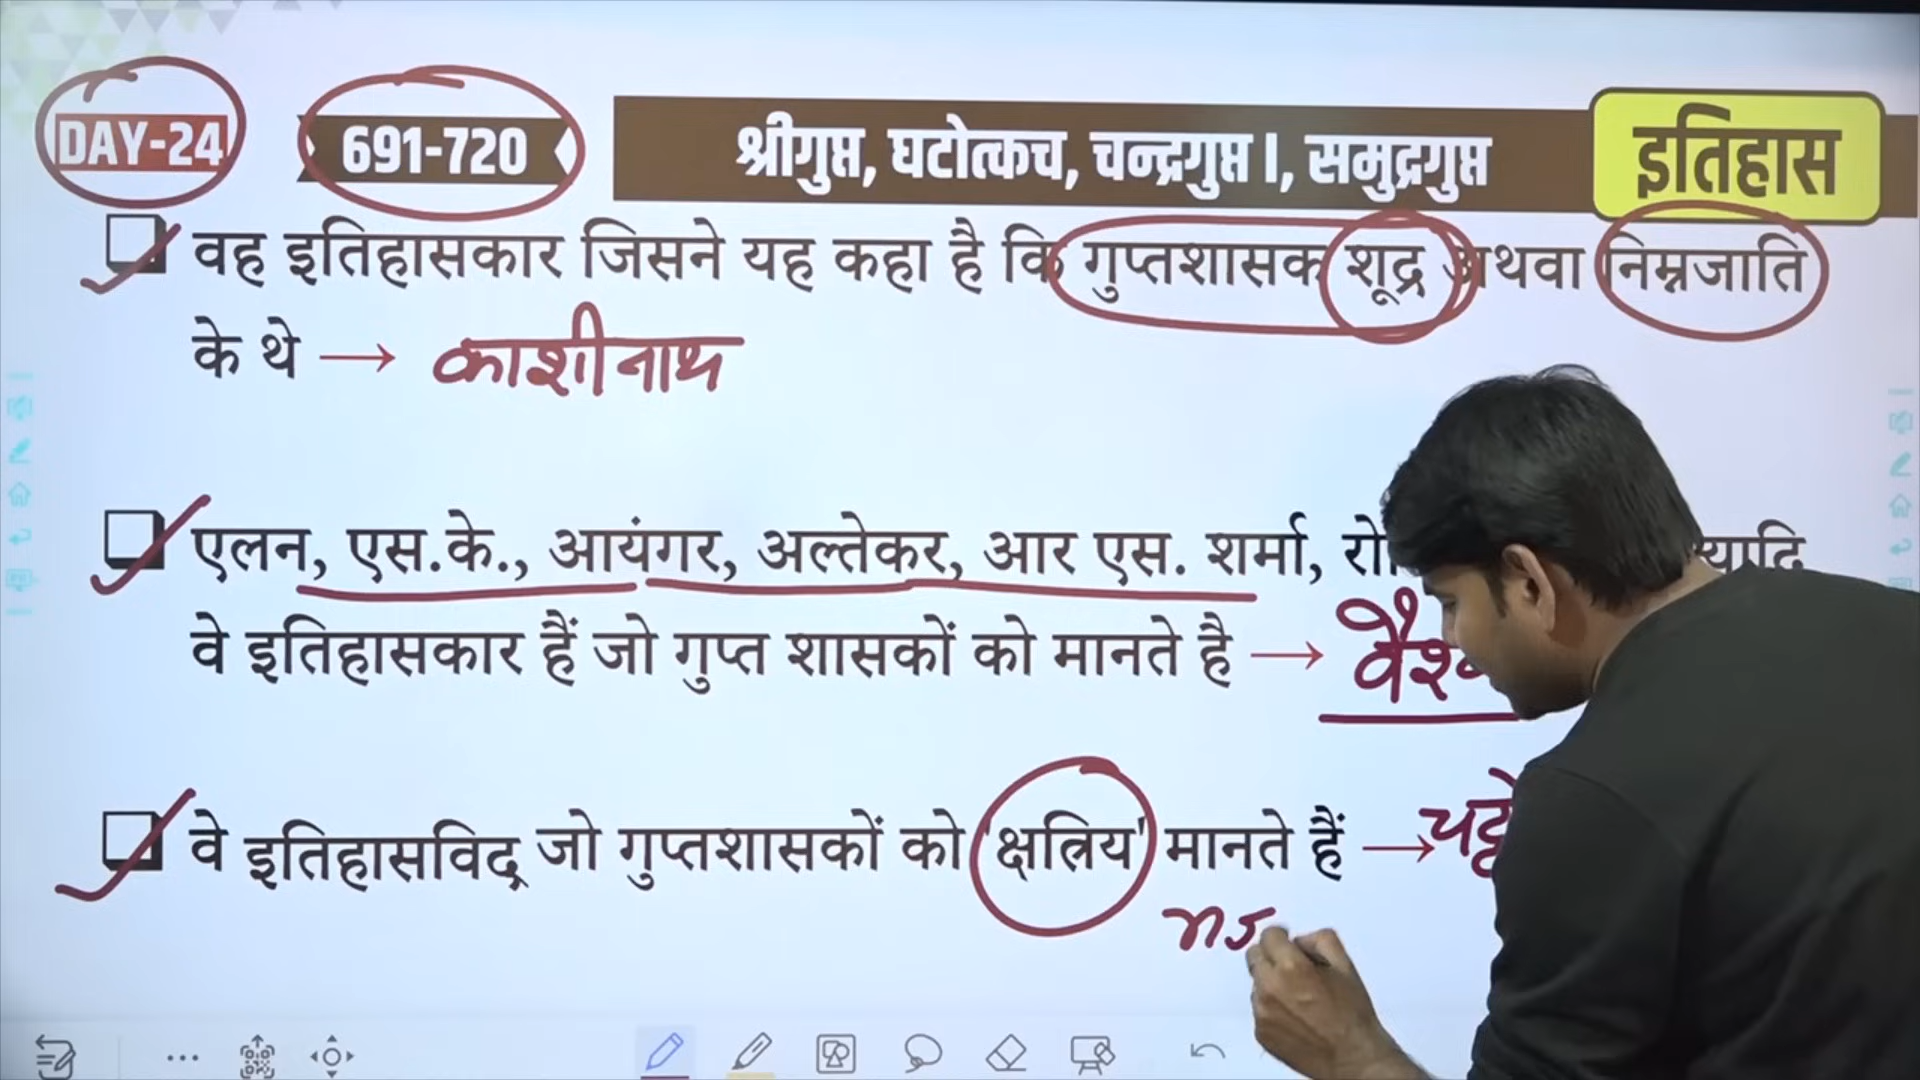 DAY-24 691-720 श्रीगुप्त, घटोत्कच, चन्द्रगुप्त I, समुद्रगुप्त इतिहास
वह इतिहासकार जिसने यह कहा है कि गुप्तशासक शूद्र अथवा निम्नजाति
के थे → काशीनाथ
एलन, एस.के., आयंगर, अल्तेकर, आर एस. शर्मा,
वे इतिहासकार हैं जो गुप्त शासकों को मानते है →
वे इतिहासविद् जो गुप्तशासकों को 'क्षत्रिय' मानते हैं →